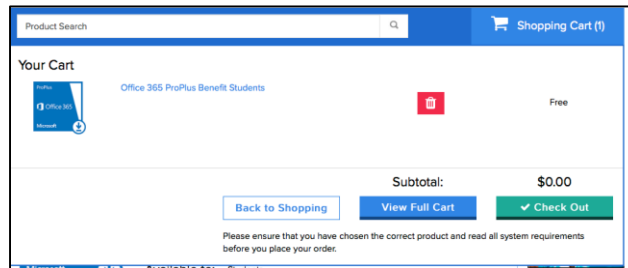 Product Search
Shopping Cart (1)
Your Cart
ProPlus
Office 365
Microsoft
Office 365 ProPlus Benefit Students
Free
Subtotal:
$0.00
Back to Shopping
View Full Cart
Check Out
Please ensure that you have chosen the correct product and read all system requirements
before you place your order.